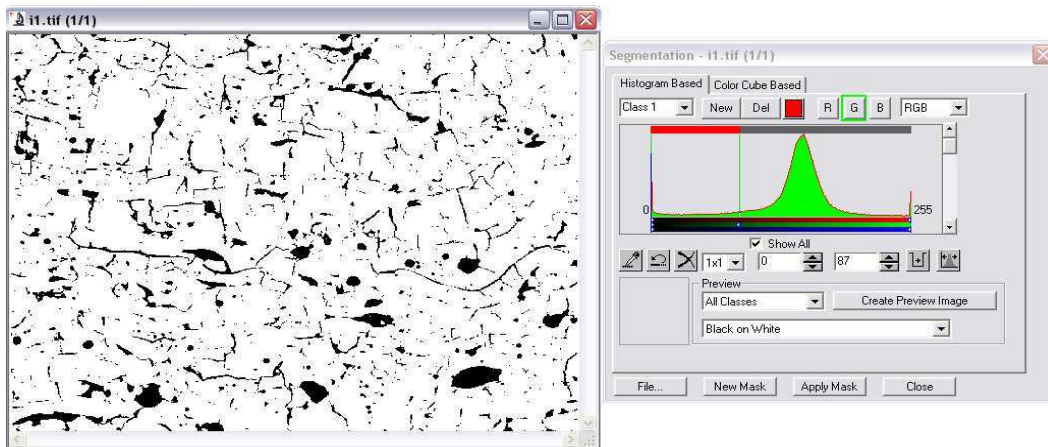 i1.tif (1/1)
Segmentation - i1.tif (1/1)
Histogram Based Color Cube Based
Class 1 New Del R G B RGB
0 255
Show All
1x1 0 87
Preview
All Classes Create Preview Image
Black on White
File... New Mask Apply Mask Close